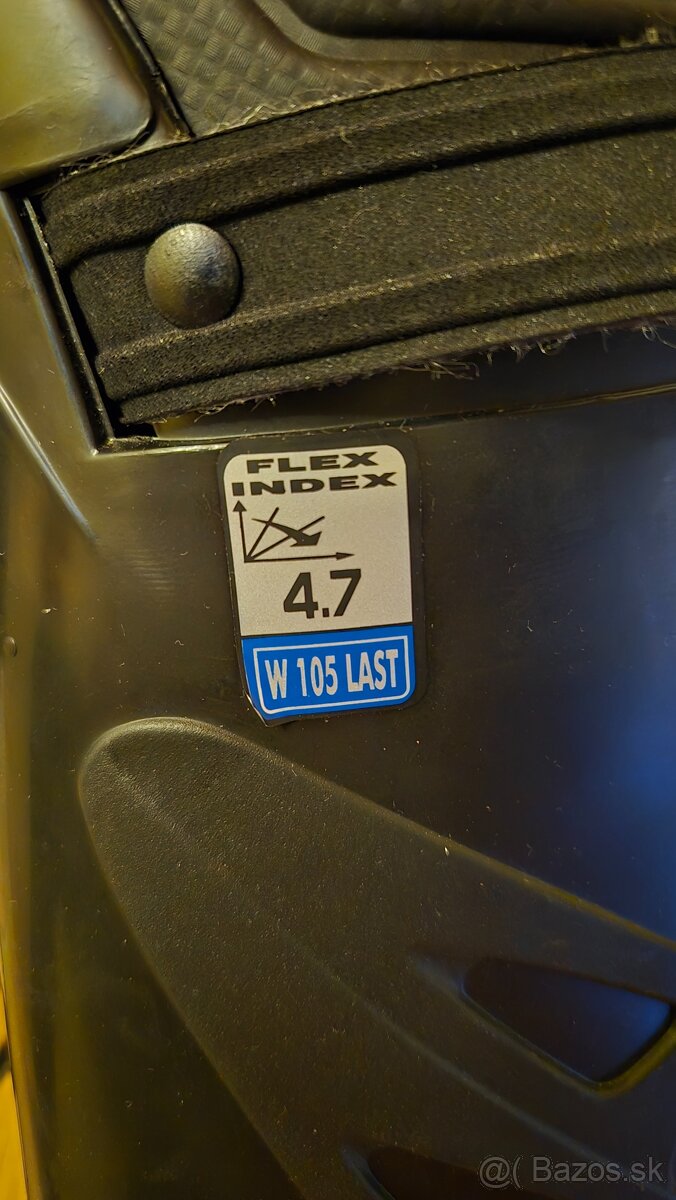 FLEX
INDEX
4.7
W 105 LAST
@( Bazos.sk